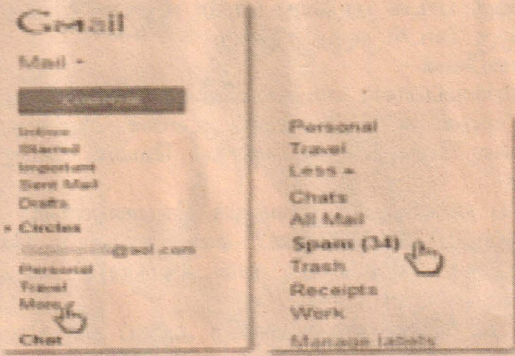 Gmail
Mail
COMPOSE
Inbox
Starred
Important
Sent Mail
Drafts
Circles
@aol.com
Personal
Travel
More
Chat
Personal
Travel
Less
Chats
All Mail
Spam (34)
Trash
Receipts
Work
Manage labels